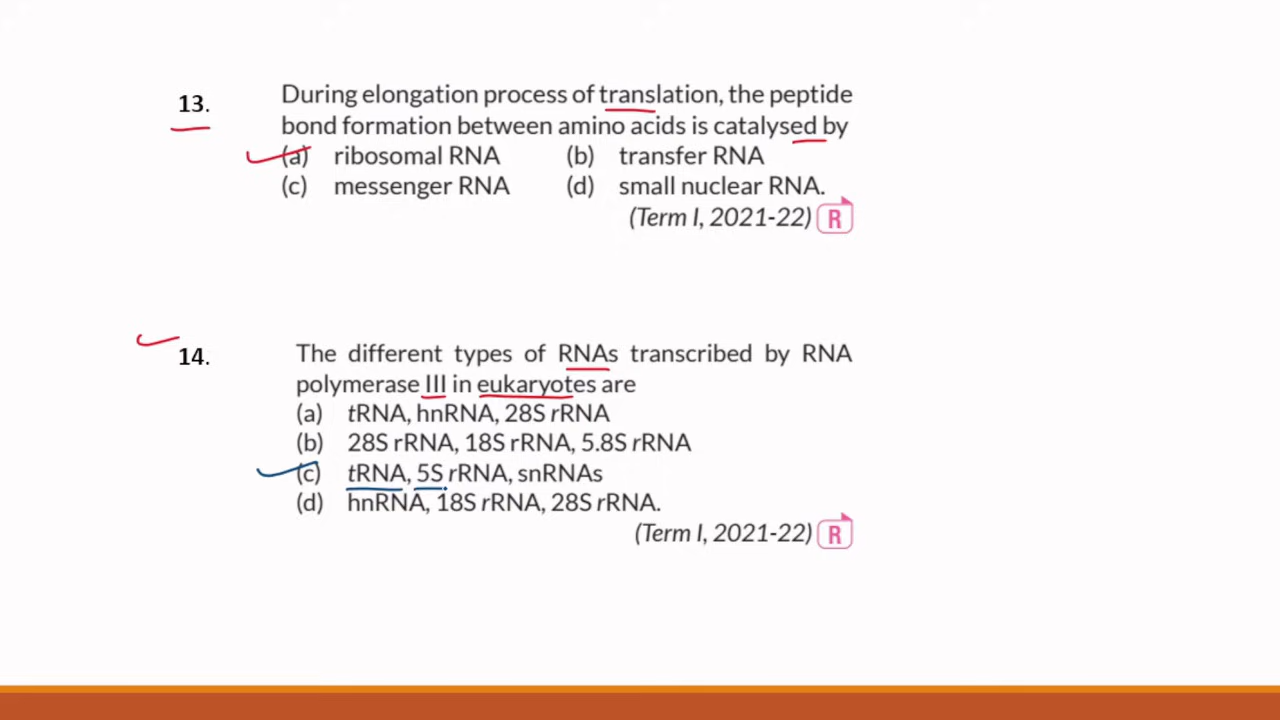 13.
During elongation process of translation, the peptide
bond formation between amino acids is catalysed by
(a) ribosomal RNA (b) transfer RNA
(c) messenger RNA (d) small nuclear RNA.
(Term I, 2021-22) R
14.
The different types of RNAs transcribed by RNA
polymerase III in eukaryotes are
(a) tRNA, hnRNA, 28S rRNA
(b) 28S rRNA, 18S rRNA, 5.8S rRNA
(c) tRNA, 5S rRNA, snRNAs
(d) hnRNA, 18S rRNA, 28S rRNA.
(Term I, 2021-22) R